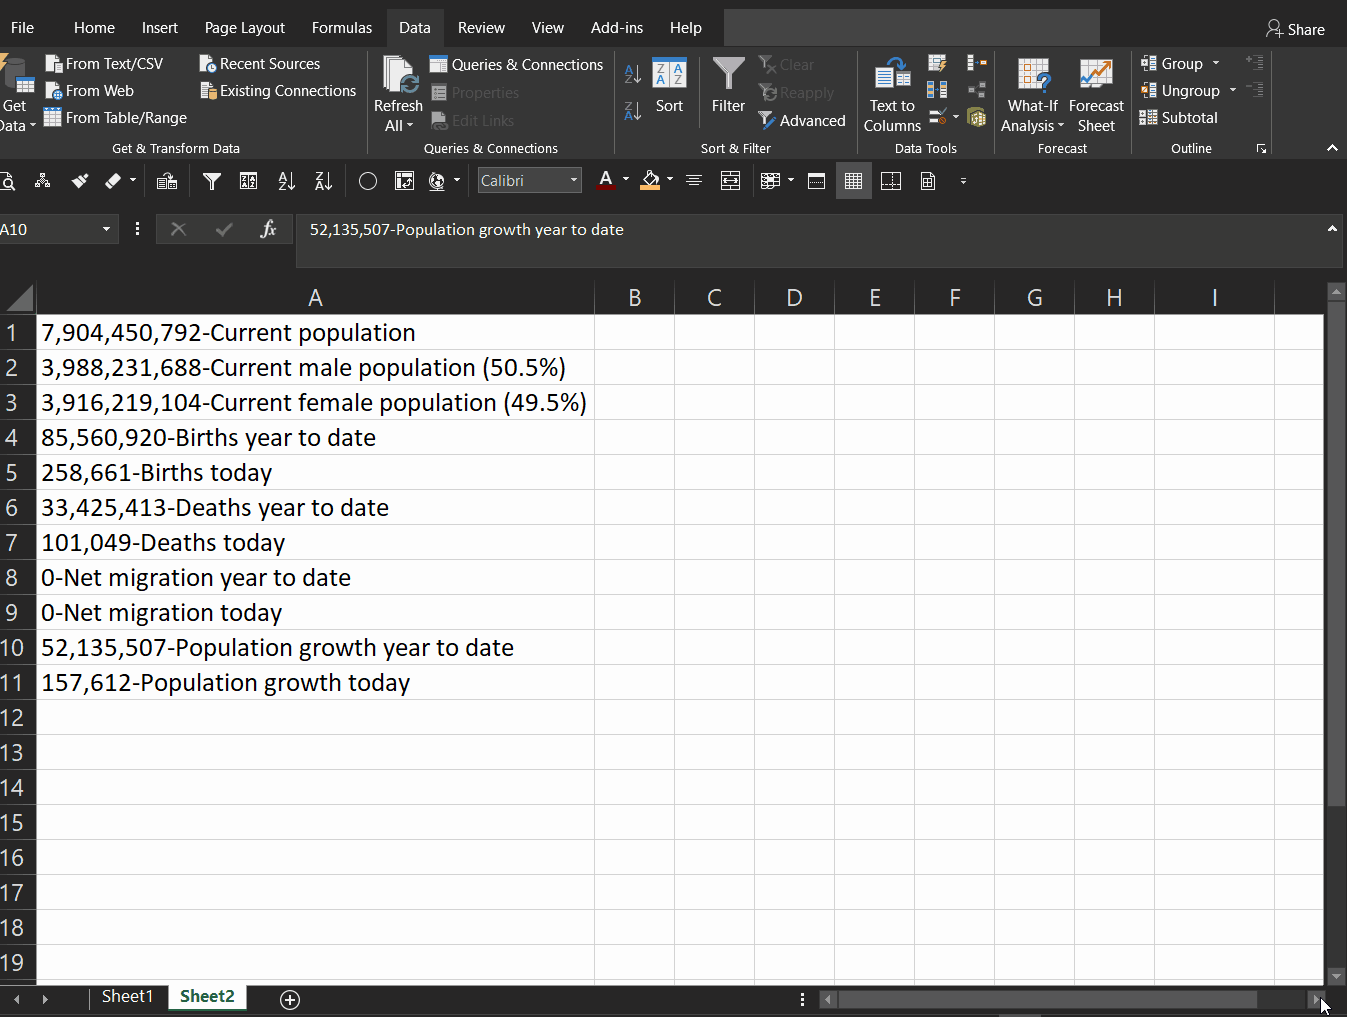 File Home Insert Page Layout Formulas Data Review View Add-ins Help Share
Get Data
From Text/CSV
From Web
From Table/Range
Recent Sources
Existing Connections
Get & Transform Data
Refresh All
Queries & Connections
Properties
Edit Links
Queries & Connections
Sort
Filter
Clear
Reapply
Advanced
Sort & Filter
Text to Columns
Data Tools
What-If Analysis
Forecast Sheet
Forecast
Group
Ungroup
Subtotal
Outline
Calibri
A10
fx
52,135,507-Population growth year to date
A B C D E F G H I
1 7,904,450,792-Current population
2 3,988,231,688-Current male population (50.5%)
3 3,916,219,104-Current female population (49.5%)
4 85,560,920-Births year to date
5 258,661-Births today
6 33,425,413-Deaths year to date
7 101,049-Deaths today
8 0-Net migration year to date
9 0-Net migration today
10 52,135,507-Population growth year to date
11 157,612-Population growth today
12
13
14
15
16
17
18
19
Sheet1 Sheet2